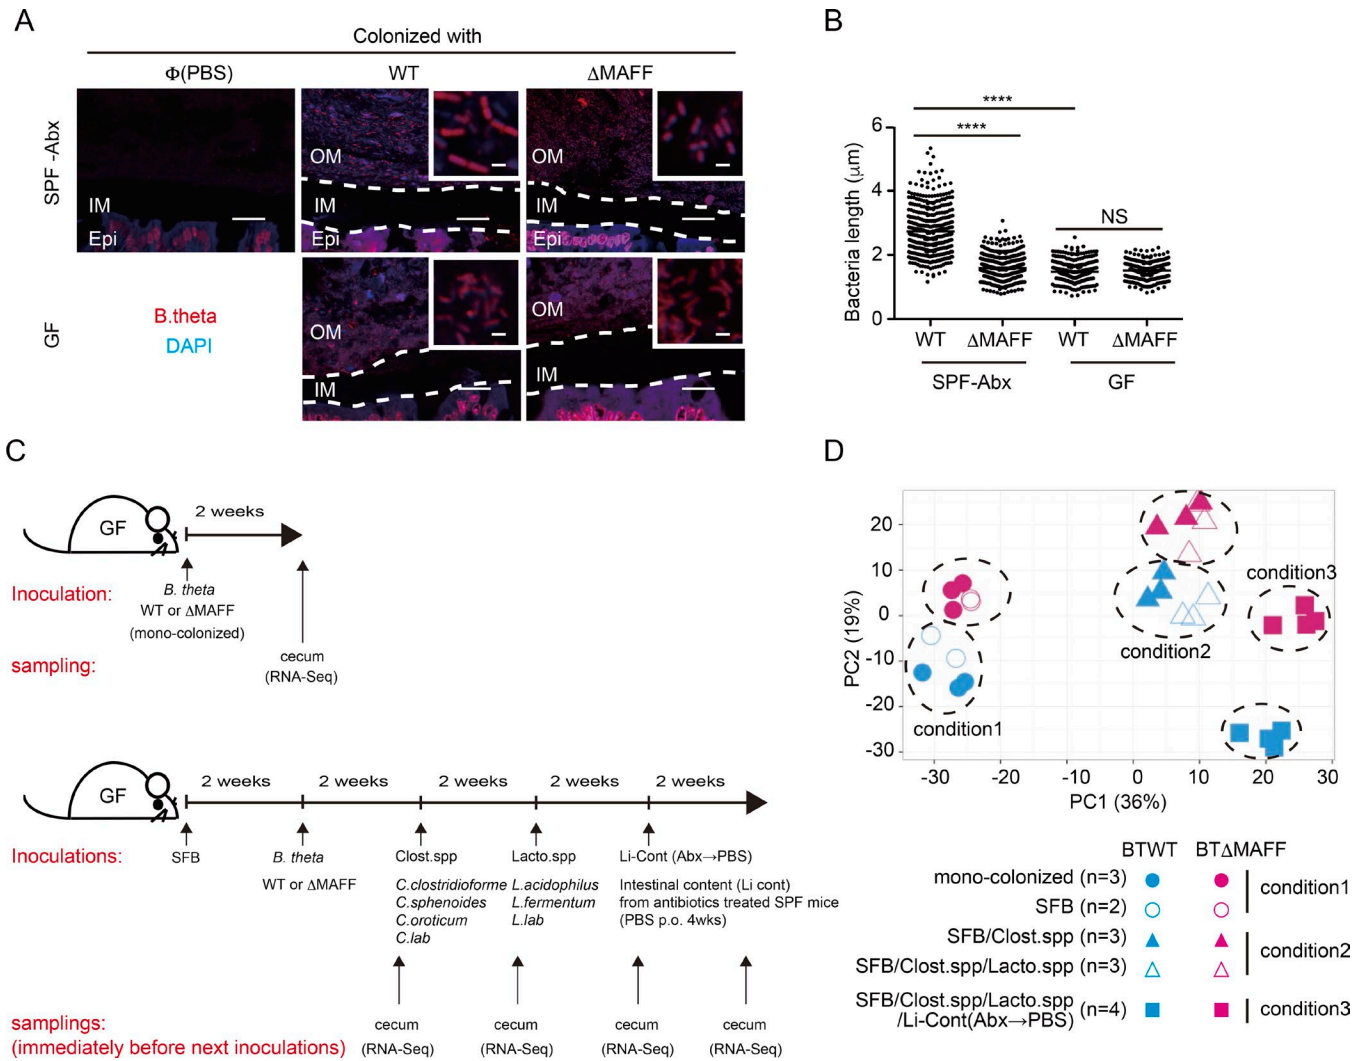 A
Colonized with
Φ(PBS)
WT
ΔMAFF
SPF -Abx
OM
OM
IM
IM
IM
Epi
Epi
Epi
GF
B.theta
DAPI
OM
OM
IM
IM
B
****
****
NS
Bacteria length (μm)
6
4
2
0
WT
ΔMAFF
WT
ΔMAFF
SPF-Abx
GF
C
GF
2 weeks
Inoculation:
B. theta
WT or ΔMAFF
(mono-colonized)
sampling:
cecum
(RNA-Seq)
GF
2 weeks
2 weeks
2 weeks
2 weeks
2 weeks
Inoculations:
SFB
B. theta
WT or ΔMAFF
Clost.spp
C.clostridioforme
C.sphenoides
C.oroticum
C.lab
Lacto.spp
L.acidophilus
L.fermentum
L.lab
Li-Cont (Abx→PBS)
Intestinal content (Li cont)
from antibiotics treated SPF mice
(PBS p.o. 4wks)
samplings:
(immediately before next inoculations)
cecum
(RNA-Seq)
cecum
(RNA-Seq)
cecum
(RNA-Seq)
cecum
(RNA-Seq)
D
PC2 (19%)
20
10
0
-10
-20
-30
condition3
condition2
condition1
-30
-20
-10
0
10
20
30
PC1 (36%)
BTWT
BTΔMAFF
mono-colonized (n=3)
SFB (n=2)
condition1
SFB/Clost.spp (n=3)
SFB/Clost.spp/Lacto.spp (n=3)
condition2
SFB/Clost.spp/Lacto.spp
/Li-Cont(Abx→PBS)
(n=4)
condition3